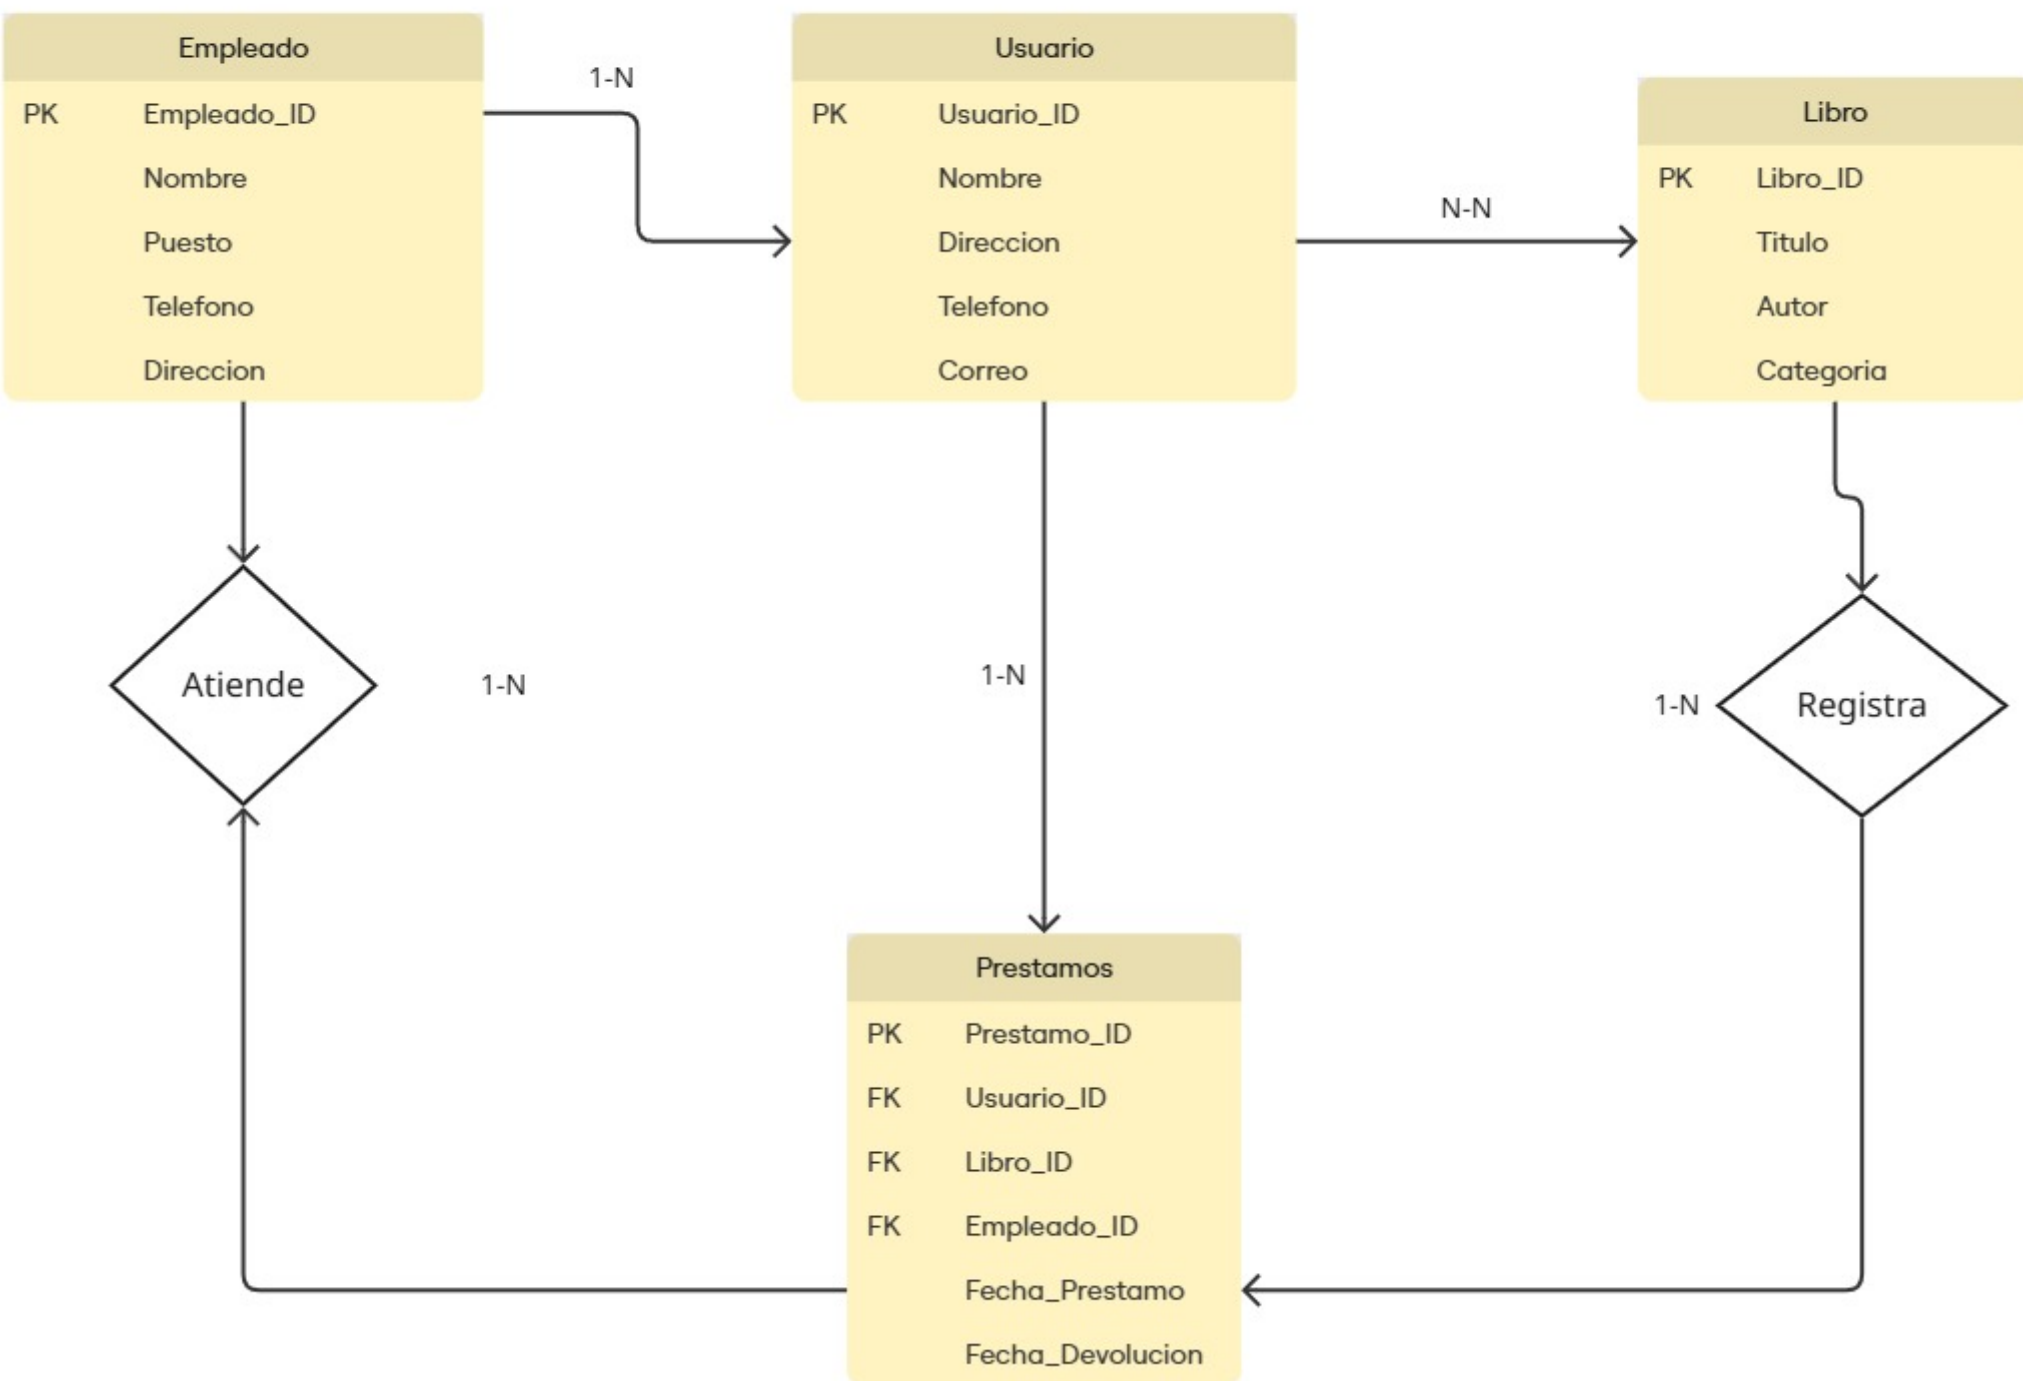 Empleado
PK Empleado_ID
Nombre
Puesto
Telefono
Direccion
1-N
Usuario
PK Usuario_ID
Nombre
Direccion
Telefono
Correo
N-N
Libro
PK Libro_ID
Titulo
Autor
Categoria
Atiende
1-N
1-N
1-N
Registra
Prestamos
PK Prestamo_ID
FK Usuario_ID
FK Libro_ID
FK Empleado_ID
Fecha_Prestamo
Fecha_Devolucion